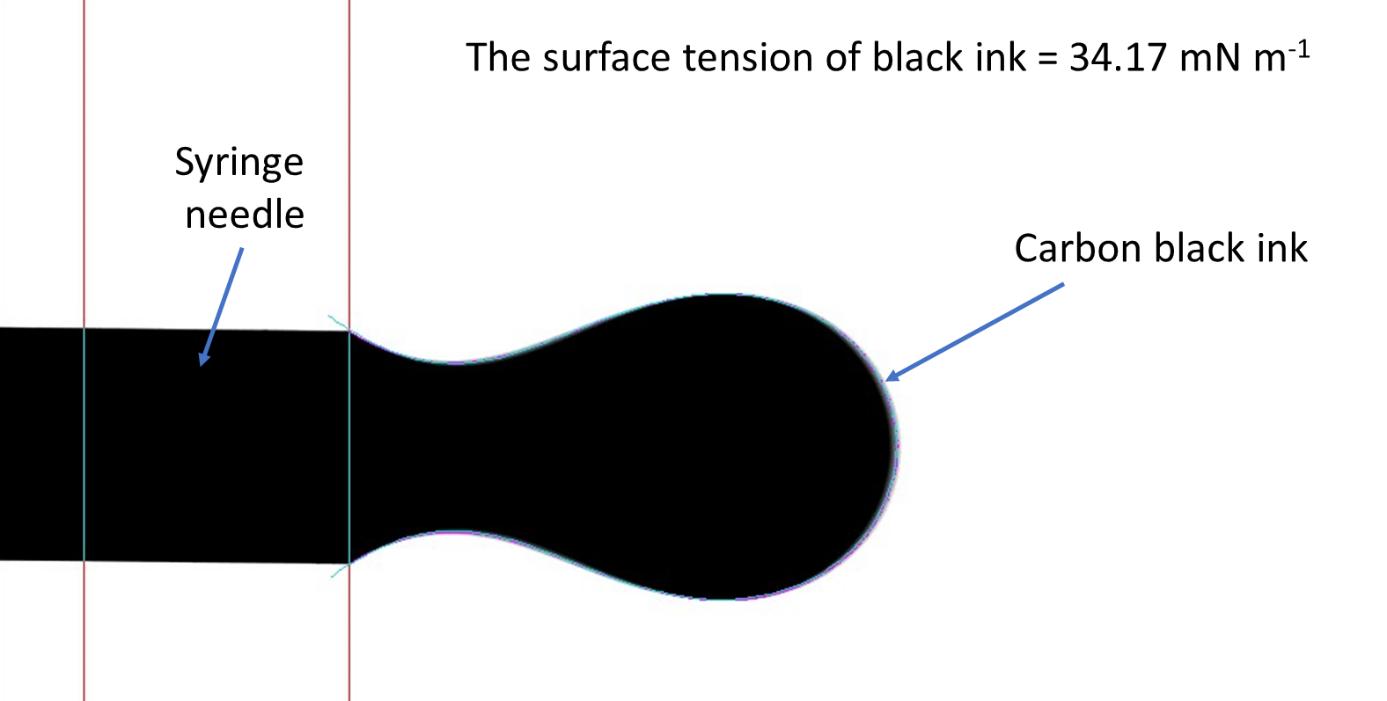 The surface tension of black ink = 34.17 mN m⁻¹
Syringe
needle
Carbon black ink